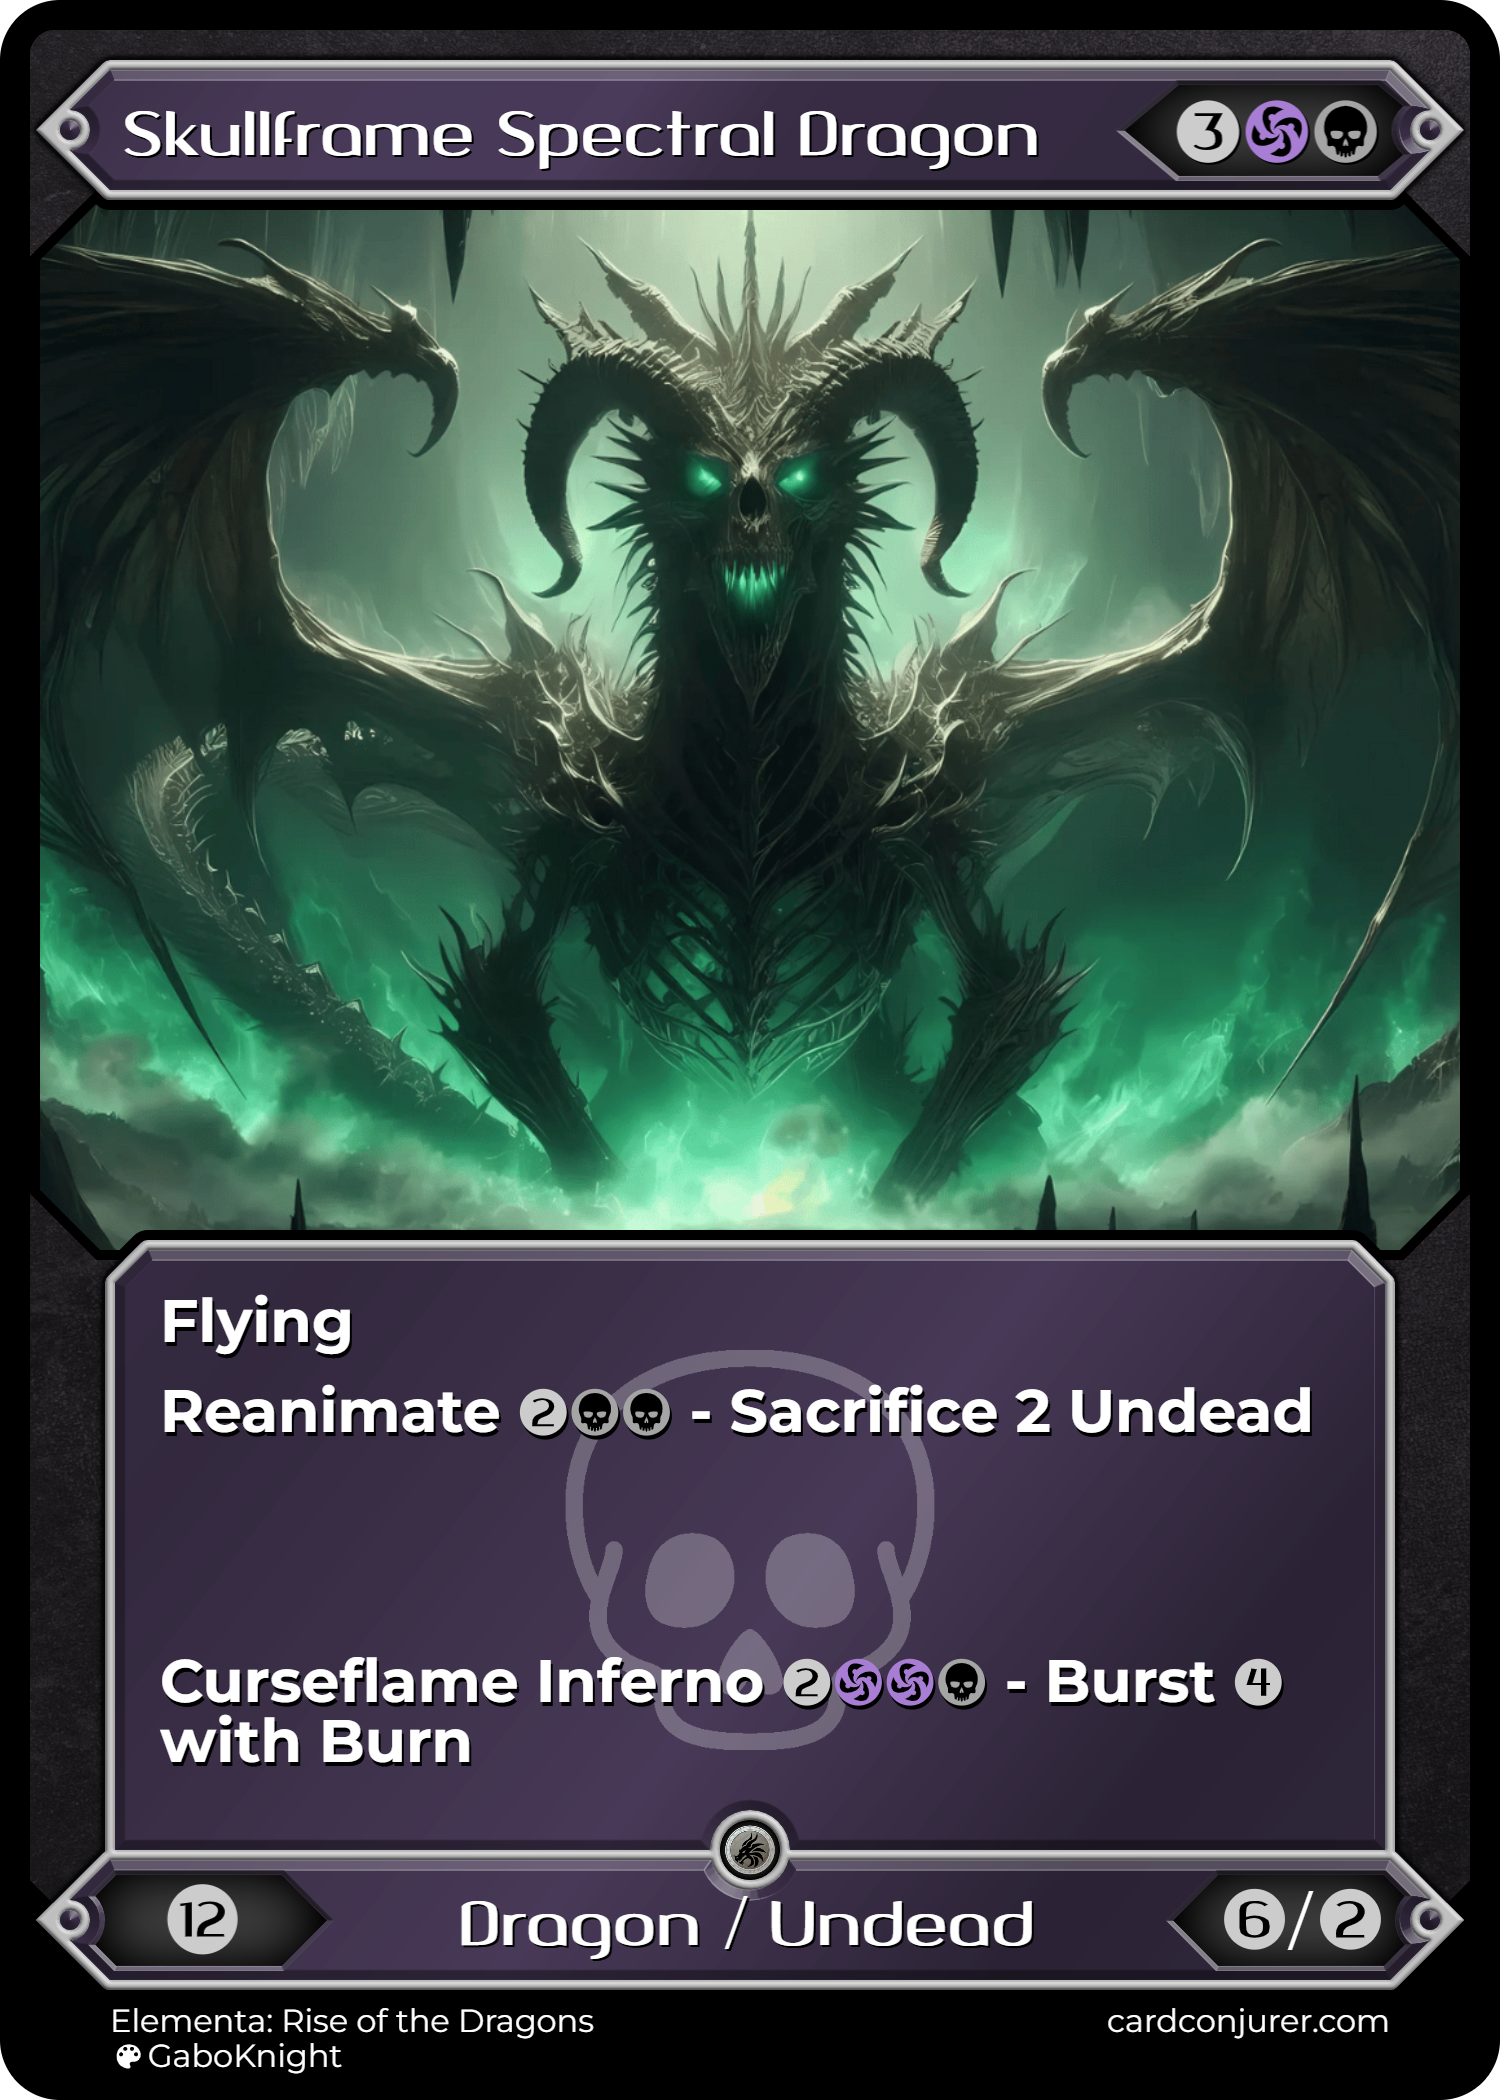 Skullframe Spectral Dragon 3
Flying
Reanimate 2 - Sacrifice 2 Undead
Curseflame Inferno 2 - Burst 4
with Burn
12 Dragon / Undead 6/2
Elementa: Rise of the Dragons cardconjurer.com
GaboKnight